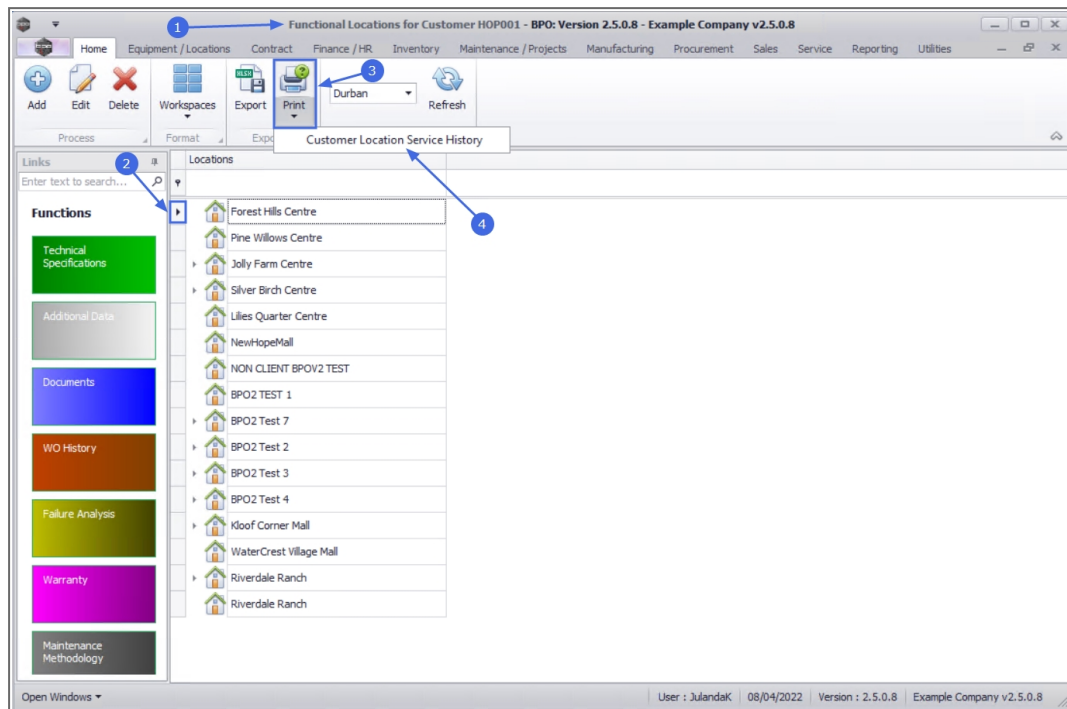 1
Functional Locations for Customer HOP001 - BPO: Version 2.5.0.8 - Example Company v2.5.0.8
Home Equipment / Locations Contract Finance / HR Inventory Maintenance / Projects Manufacturing Procurement Sales Service Reporting Utilities
3
Durban
Add Edit Delete Workspaces Export Print Refresh
Process Format Expo
Customer Location Service History
Links 2 Locations
Enter text to search...
4
Functions
Forest Hills Centre
Pine Willows Centre
Technical
Specifications
Jolly Farm Centre
Silver Birch Centre
Additional Data
Lilies Quarter Centre
NewHopeMall
NON CLIENT BPOV2 TEST
Documents
BPO2 TEST 1
BPO2 Test 7
WO History
BPO2 Test 2
BPO2 Test 3
BPO2 Test 4
Failure Analysis
Kloof Corner Mall
WaterCrest Village Mall
Warranty
Riverdale Ranch
Riverdale Ranch
Maintenance
Methodology
Open Windows User : JulandaK 08/04/2022 Version : 2.5.0.8 Example Company v2.5.0.8